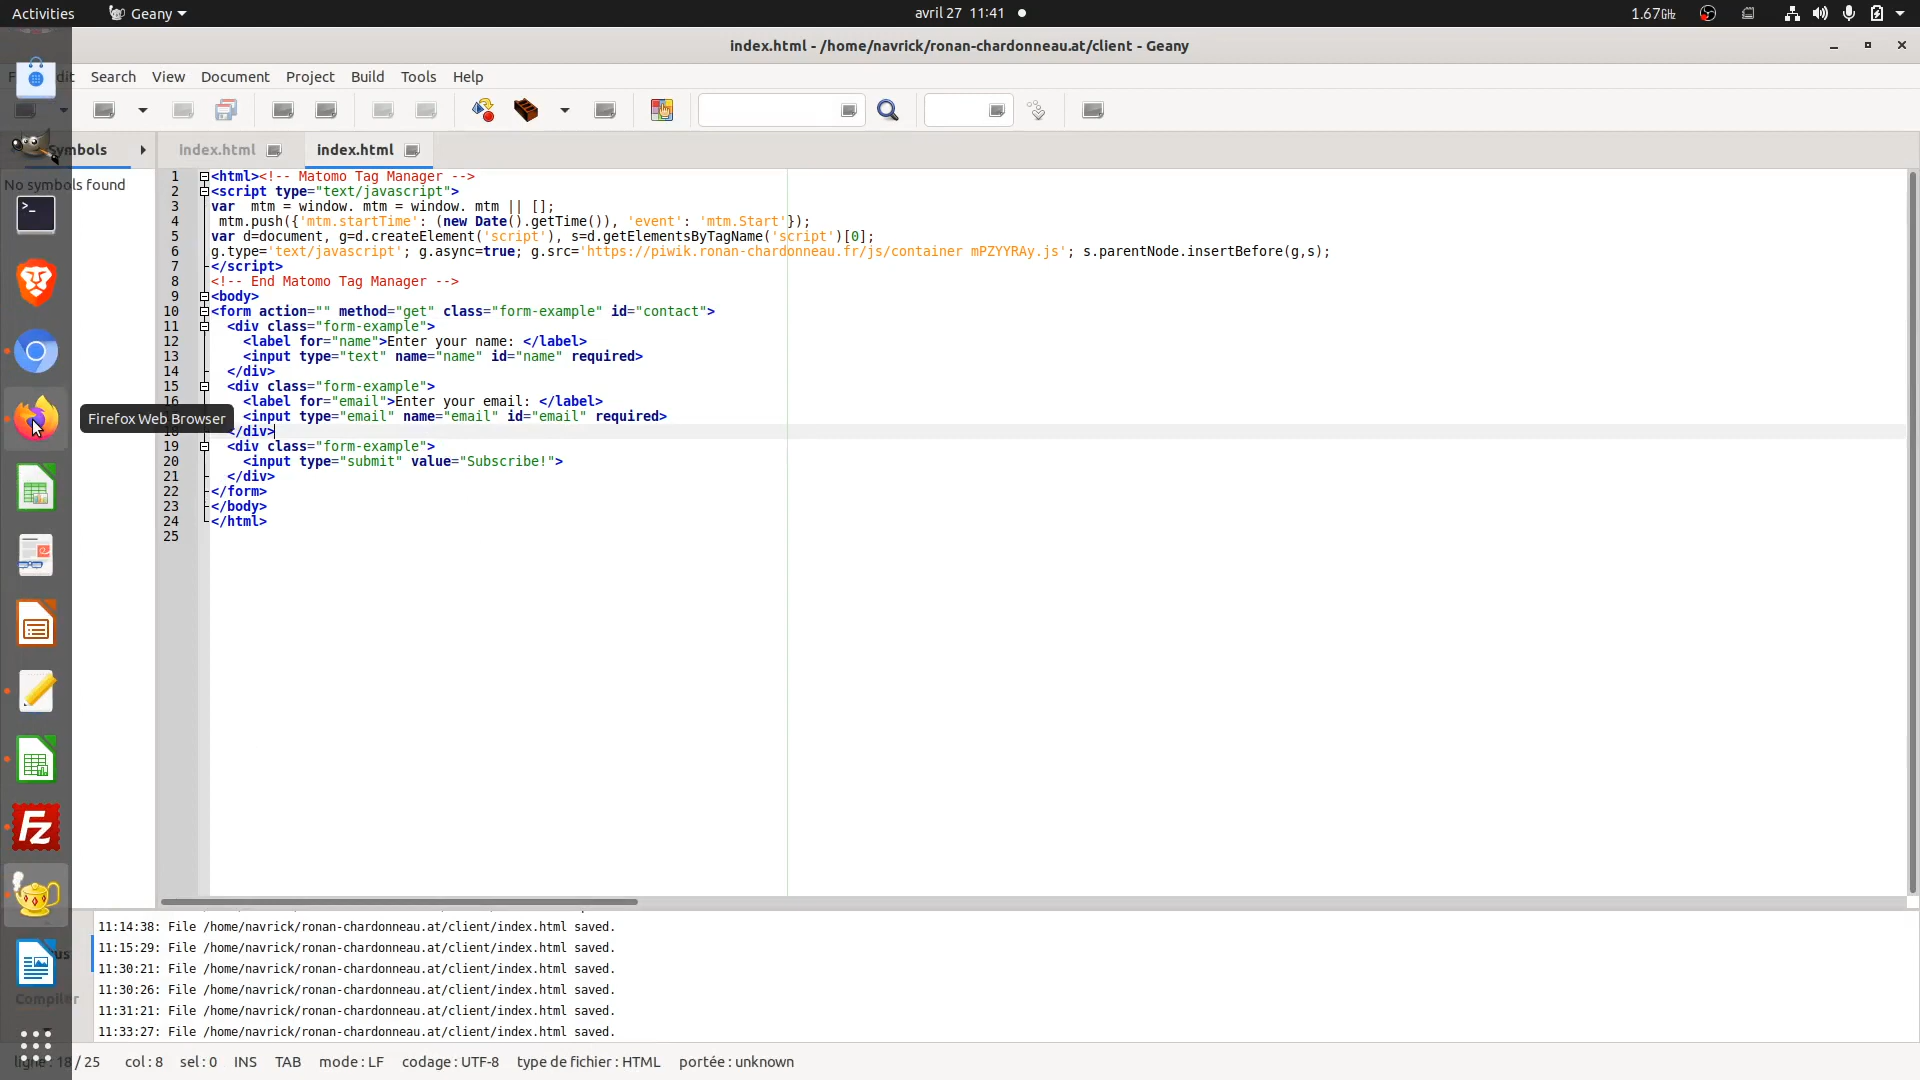 Activities Geany avril 27 11:41 1.67GHz
index.html - /home/navrick/ronan-chardonneau.at/client - Geany
Search View Document Project Build Tools Help
Symbols index.html index.html
No symbols found
1 <html><!-- Matomo Tag Manager -->
2 <script type="text/javascript">
3 var  mtm = window. mtm = window. mtm || [];
4  mtm.push({'mtm.startTime': (new Date().getTime()), 'event': 'mtm.Start'});
5 var d=document, g=d.createElement('script'), s=d.getElementsByTagName('script')[0];
6 g.type='text/javascript'; g.async=true; g.src='https://piwik.ronan-chardonneau.fr/js/container mPZYYRAy.js'; s.parentNode.insertBefore(g,s);
7 </script>
8 <!-- End Matomo Tag Manager -->
9 <body>
10 <form action="" method="get" class="form-example" id="contact">
11 <div class="form-example">
12 <label for="name">Enter your name: </label>
13 <input type="text" name="name" id="name" required>
14 </div>
15 <div class="form-example">
16 <label for="email">Enter your email: </label>
Firefox Web Browser <input type="email" name="email" id="email" required>
18 </div>
19 <div class="form-example">
20 <input type="submit" value="Subscribe!">
21 </div>
22 </form>
23 </body>
24 </html>
25
11:14:38: File /home/navrick/ronan-chardonneau.at/client/index.html saved.
11:15:29: File /home/navrick/ronan-chardonneau.at/client/index.html saved.
11:30:21: File /home/navrick/ronan-chardonneau.at/client/index.html saved.
11:30:26: File /home/navrick/ronan-chardonneau.at/client/index.html saved.
Compiler
11:31:21: File /home/navrick/ronan-chardonneau.at/client/index.html saved.
11:33:27: File /home/navrick/ronan-chardonneau.at/client/index.html saved.
ligne : 18 / 25 col : 8 sel : 0 INS TAB mode : LF codage : UTF-8 type de fichier : HTML portée : unknown